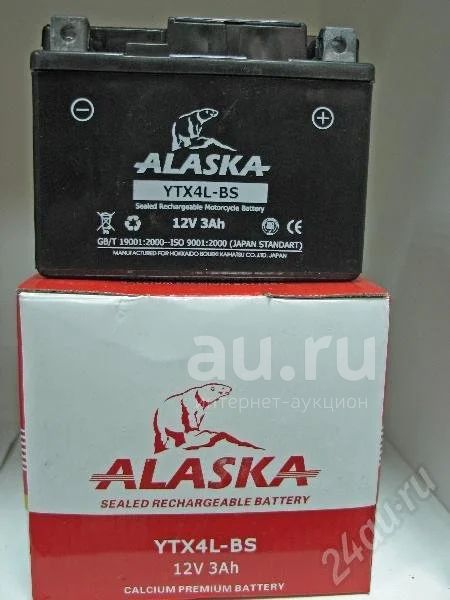 ALASKA
YTX4L-BS
Sealed Rechargeable Motorcycle Battery
12V 3Ah
GB/T 19001:2000--ISO 9001:2000 (JAPAN STANDART)
MANUFACTURED FOR HOKKAIDO BOUEKI KAIHATSU CO.,LTD. JAPAN
au.ru
интернет-аукцион
ALASKA
SEALED RECHARGEABLE BATTERY
YTX4L-BS
12V 3Ah
CALCIUM PREMIUM BATTERY
24au.ru